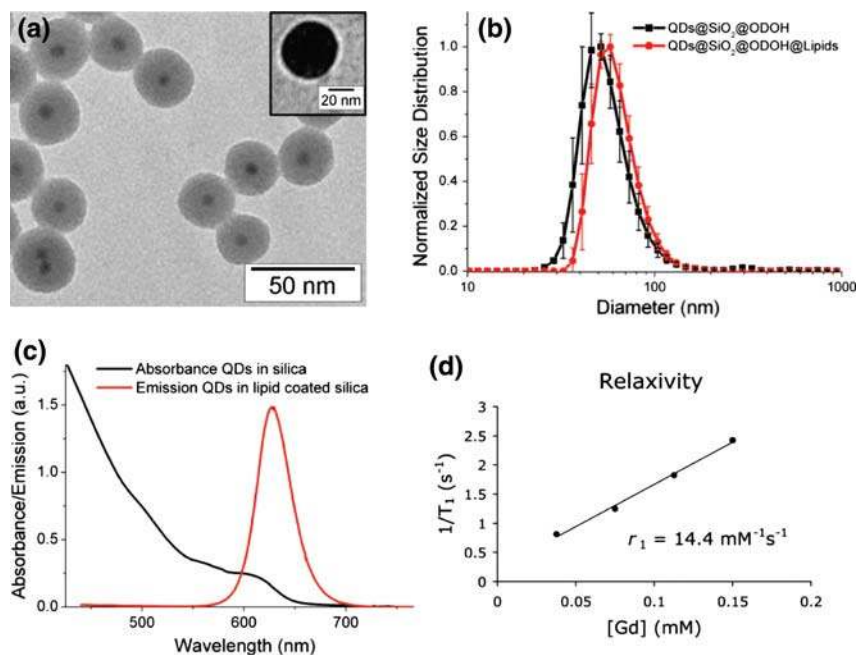 (a)
20 nm
50 nm
(b)
QDs@SiO₂@ODOH
QDs@SiO₂@ODOH@Lipids
Normalized Size Distribution
1.0
0.8
0.6
0.4
0.2
0.0
10
100
1000
Diameter (nm)
(c)
Absorbance QDs in silica
Emission QDs in lipid coated silica
Absorbance/Emission (a.u.)
1.5
1.0
0.5
0.0
500
600
700
Wavelength (nm)
(d)
Relaxivity
1/T₁ (s⁻¹)
3
2.5
2
1.5
1
0.5
0
r₁ = 14.4 mM⁻¹s⁻¹
0
0.05
0.1
0.15
0.2
[Gd] (mM)